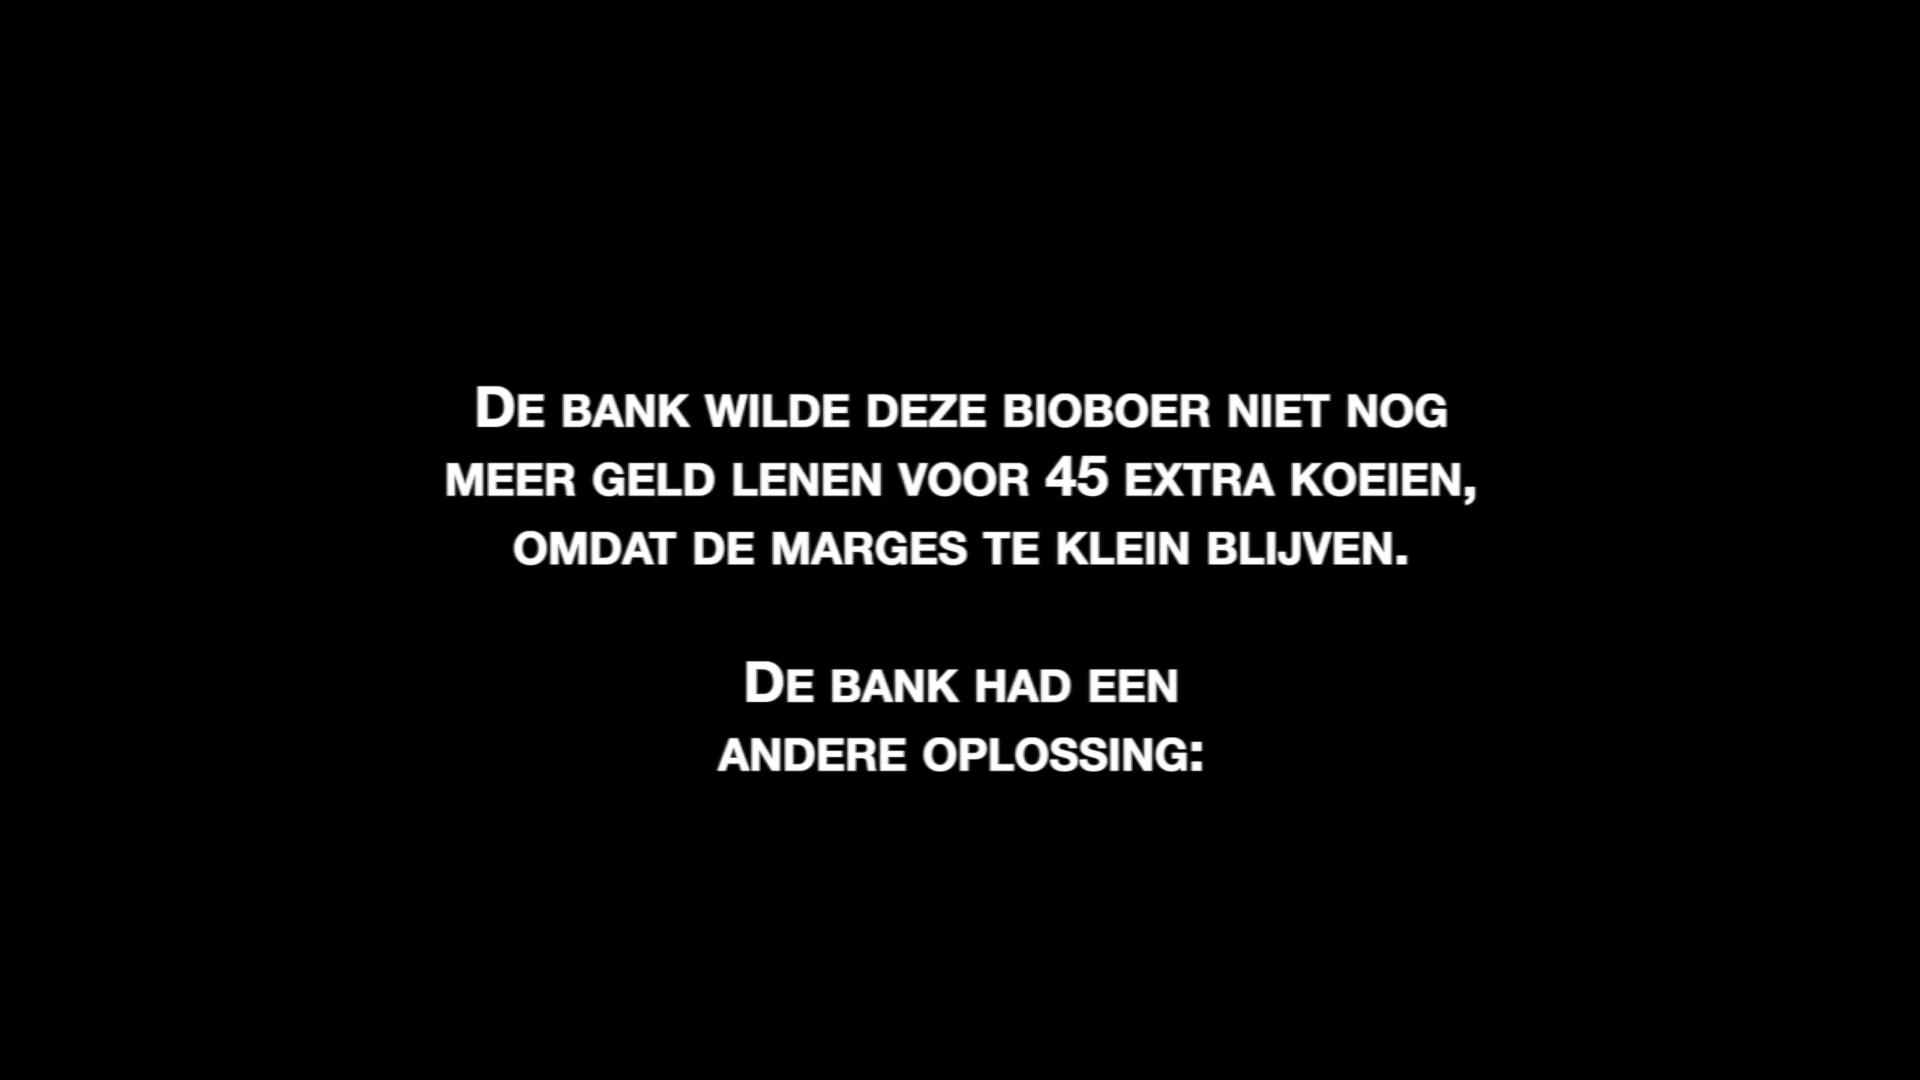 De bank wilde deze bioboer niet nog
meer geld lenen voor 45 extra koeien,
omdat de marges te klein blijven.
De bank had een
andere oplossing: